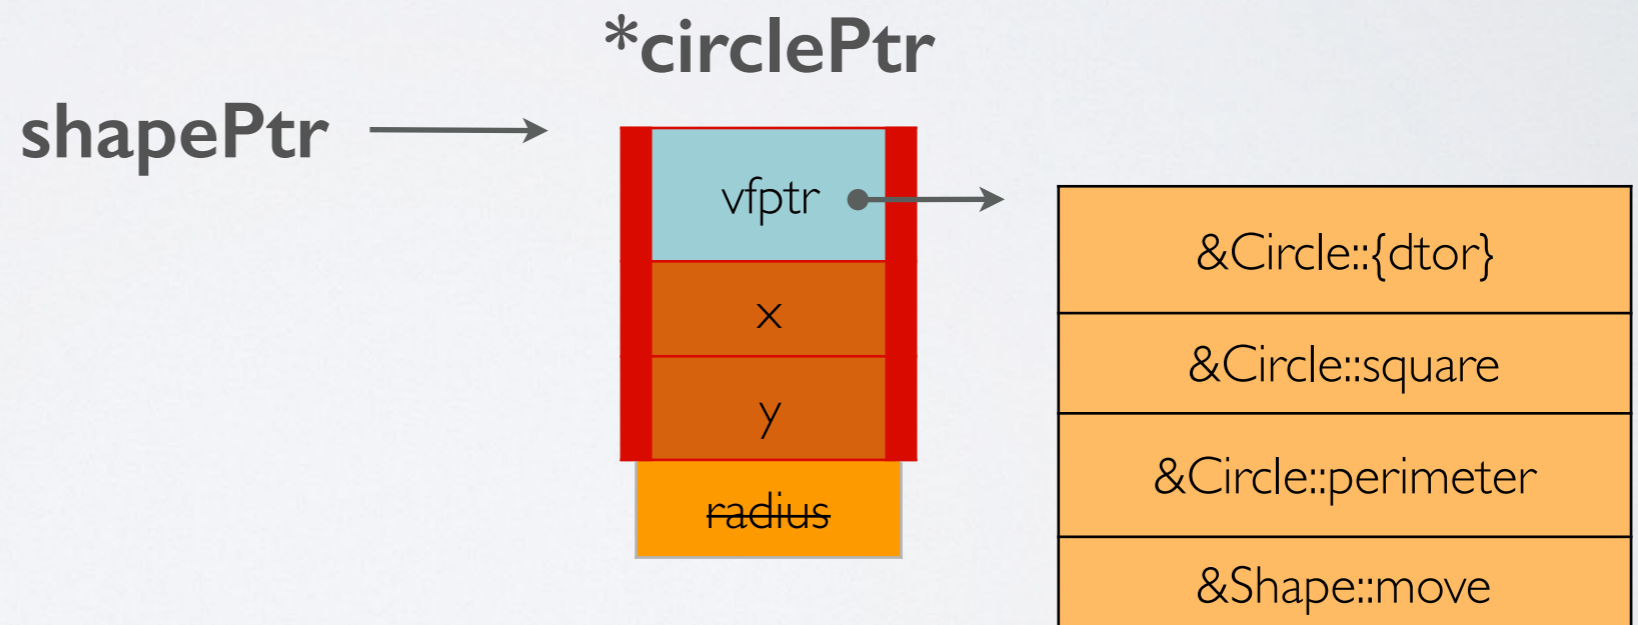 *circlePtr
shapePtr
vfptr
x
y
radius
&Circle::{dtor}
&Circle::square
&Circle::perimeter
&Shape::move